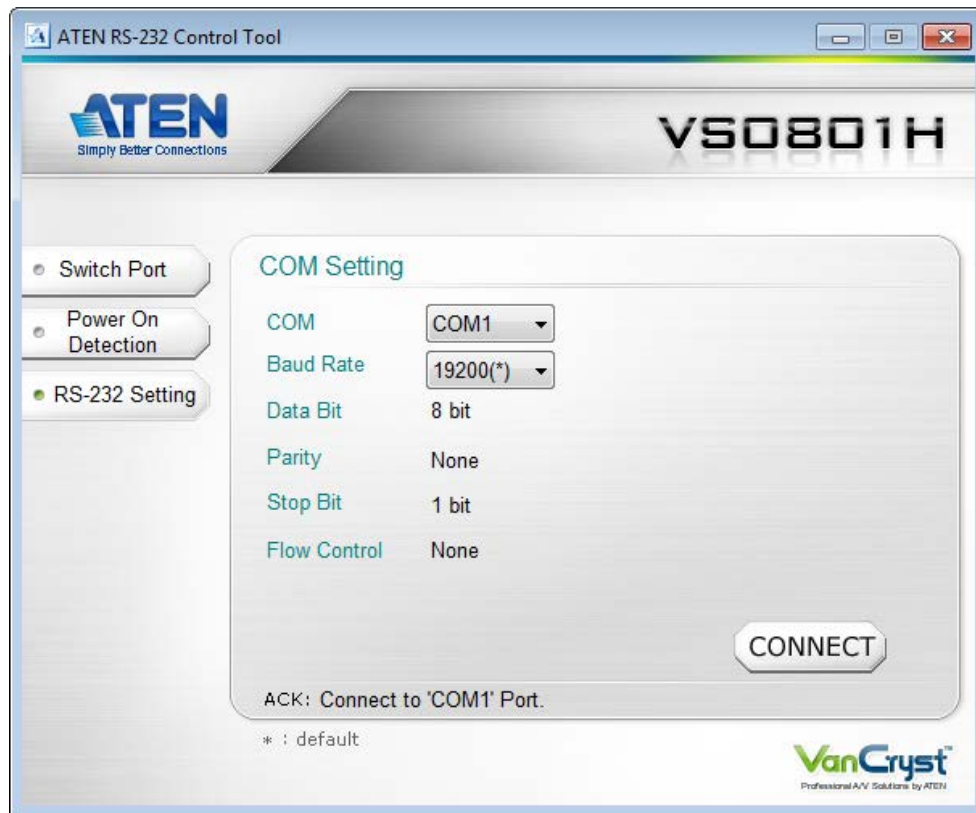 ATEN RS-232 Control Tool
ATEN
Simply Better Connections
VS0801H
Switch Port
Power On
Detection
RS-232 Setting
COM Setting
COM COM1
Baud Rate 19200(*)
Data Bit 8 bit
Parity None
Stop Bit 1 bit
Flow Control None
CONNECT
ACK: Connect to 'COM1' Port.
* : default
VanCryst™
Professional A/V Solutions by ATEN